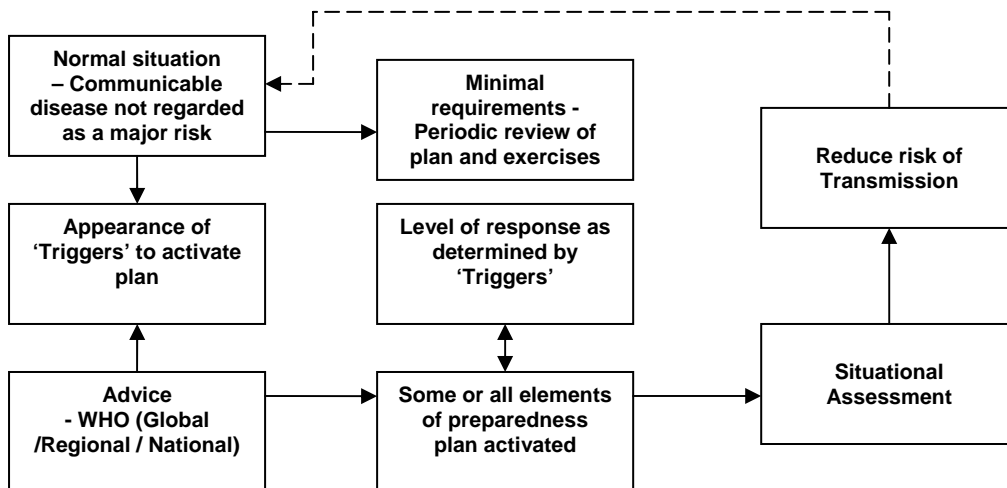 Normal situation
– Communicable
disease not regarded
as a major risk
Minimal
requirements -
Periodic review of
plan and exercises
Reduce risk of
Transmission
Appearance of
‘Triggers’ to activate
plan
Level of response as
determined by
‘Triggers’
Advice
- WHO (Global
/Regional / National)
Some or all elements
of preparedness
plan activated
Situational
Assessment